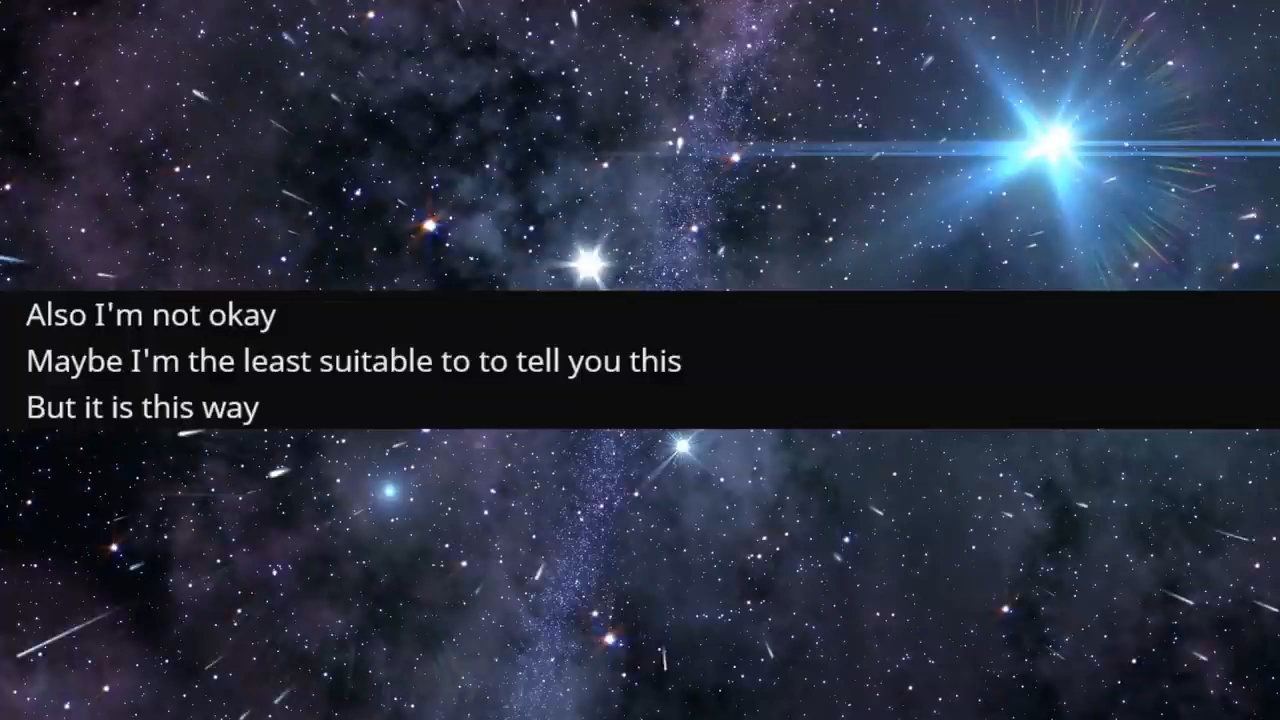 Also I'm not okay
Maybe I'm the least suitable to to tell you this
But it is this way